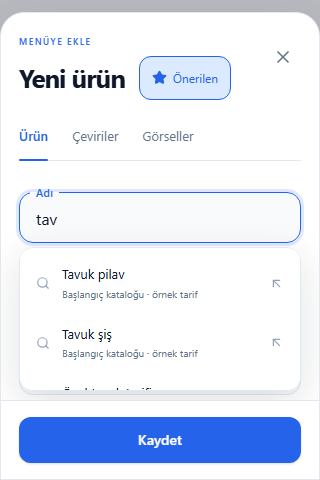 MENÜYE EKLE
Yeni ürün
Önerilen
Ürün
Çeviriler
Görseller
Adı
tav
Tavuk pilav
Başlangıç kataloğu · örnek tarif
Tavuk şiş
Başlangıç kataloğu · örnek tarif
Kaydet